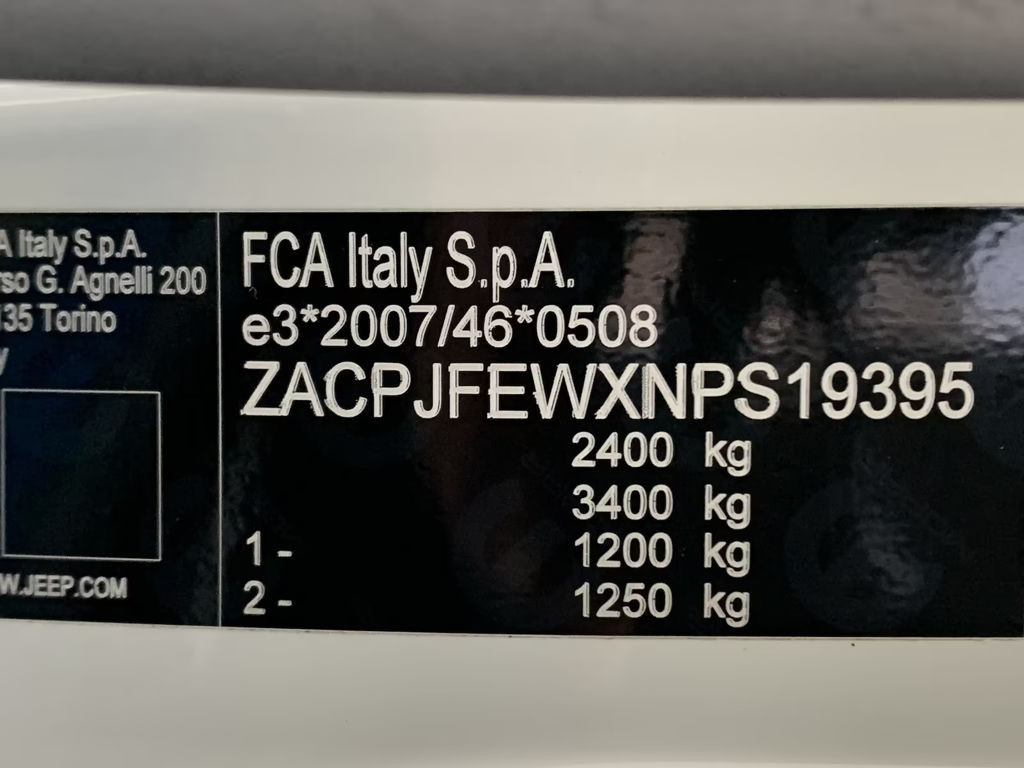 A Italy S.p.A.
rso G. Agnelli 200
135 Torino
y
W.JEEP.COM
FCA Italy S.p.A.
e3*2007/46*0508
ZACPJFEWXNPS19395
2400 kg
3400 kg
1- 1200 kg
2- 1250 kg